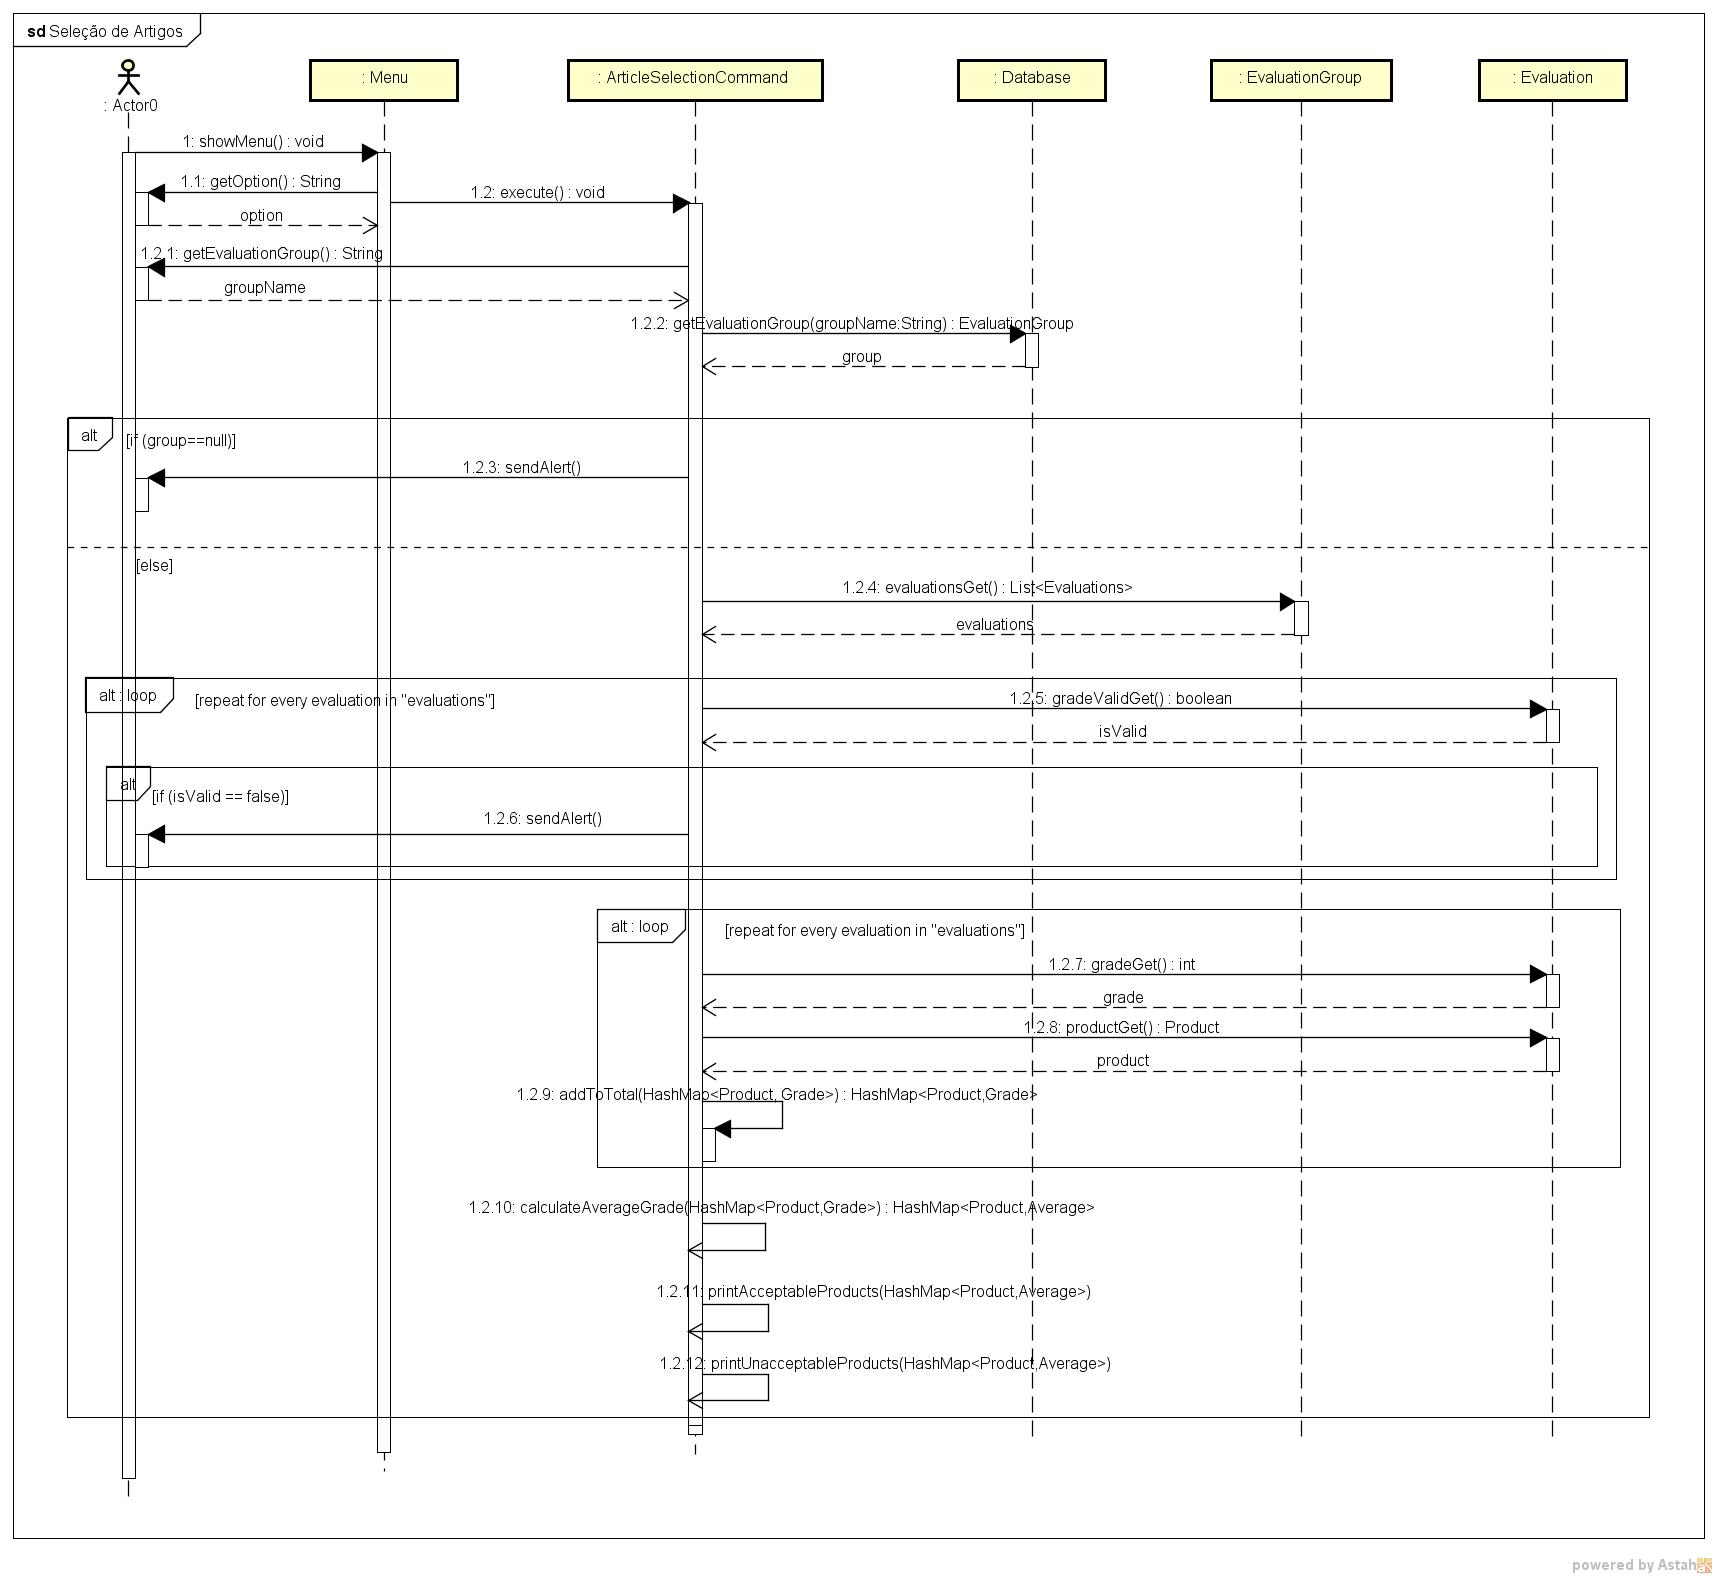 sd Seleção de Artigos
: Actor0
: Menu
: ArticleSelectionCommand
: Database
: EvaluationGroup
: Evaluation
1: showMenu() : void
1.1: getOption() : String
1.2: execute() : void
option
1.2.1: getEvaluationGroup() : String
groupName
1.2.2: getEvaluationGroup(groupName:String) : EvaluationGroup
group
alt
[if (group==null)]
1.2.3: sendAlert()
[else]
1.2.4: evaluationsGet() : List<Evaluations>
evaluations
alt : loop
[repeat for every evaluation in "evaluations"]
1.2.5: gradeValidGet() : boolean
isValid
alt
[if (isValid == false)]
1.2.6: sendAlert()
alt : loop
[repeat for every evaluation in "evaluations"]
1.2.7: gradeGet() : int
grade
1.2.8: productGet() : Product
product
1.2.9: addToTotal(HashMap<Product, Grade>) : HashMap<Product,Grade>
1.2.10: calculateAverageGrade(HashMap<Product,Grade>) : HashMap<Product,Average>
1.2.11: printAcceptableProducts(HashMap<Product,Average>)
1.2.12: printUnacceptableProducts(HashMap<Product,Average>)
powered by Astah